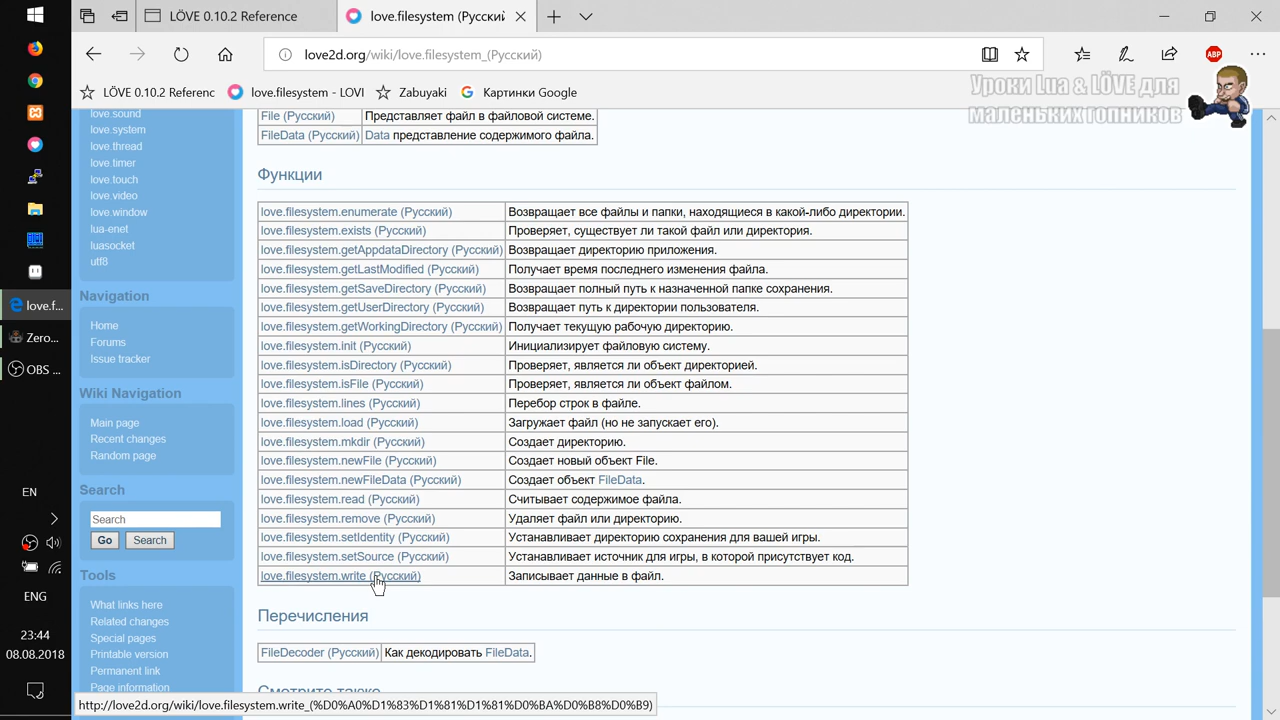 LÖVE 0.10.2 Reference
love.filesystem (Русский
love2d.org/wiki/love.filesystem_(Русский)
ABP
LÖVE 0.10.2 Referenc
love.filesystem - LOVI
Zabuyaki
G Картинки Google
Уроки Lua & LÖVE для
маленьких гопников
love.sound
love.system
love.thread
love.timer
love.touch
love.video
love.window
lua-enet
luasocket
utf8
Navigation
Home
Forums
Issue tracker
Wiki Navigation
Main page
Recent changes
Random page
Search
Search
Go Search
Tools
What links here
Related changes
Special pages
Printable version
Permanent link
Page information
File (Русский) Представляет файл в файловой системе.
FileData (Русский) Data представление содержимого файла.
Функции
love.filesystem.enumerate (Русский) Возвращает все файлы и папки, находящиеся в какой-либо директории.
love.filesystem.exists (Русский) Проверяет, существует ли такой файл или директория.
love.filesystem.getAppdataDirectory (Русский) Возвращает директорию приложения.
love.filesystem.getLastModified (Русский) Получает время последнего изменения файла.
love.filesystem.getSaveDirectory (Русский) Возвращает полный путь к назначенной папке сохранения.
love.filesystem.getUserDirectory (Русский) Возвращает путь к директории пользователя.
love.filesystem.getWorkingDirectory (Русский) Получает текущую рабочую директорию.
love.filesystem.init (Русский) Инициализирует файловую систему.
love.filesystem.isDirectory (Русский) Проверяет, является ли объект директорией.
love.filesystem.isFile (Русский) Проверяет, является ли объект файлом.
love.filesystem.lines (Русский) Перебор строк в файле.
love.filesystem.load (Русский) Загружает файл (но не запускает его).
love.filesystem.mkdir (Русский) Создает директорию.
love.filesystem.newFile (Русский) Создает новый объект File.
love.filesystem.newFileData (Русский) Создает объект FileData.
love.filesystem.read (Русский) Считывает содержимое файла.
love.filesystem.remove (Русский) Удаляет файл или директорию.
love.filesystem.setIdentity (Русский) Устанавливает директорию сохранения для вашей игры.
love.filesystem.setSource (Русский) Устанавливает источник для игры, в которой присутствует код.
love.filesystem.write (Русский) Записывает данные в файл.
Перечисления
FileDecoder (Русский) Как декодировать FileData.
Смотрите также
http://love2d.org/wiki/love.filesystem.write_(%D0%A0%D1%83%D1%81%D1%81%D0%BA%D0%B8%D0%B9)
love.f...
Zero...
OBS ...
EN
ENG
23:44
08.08.2018